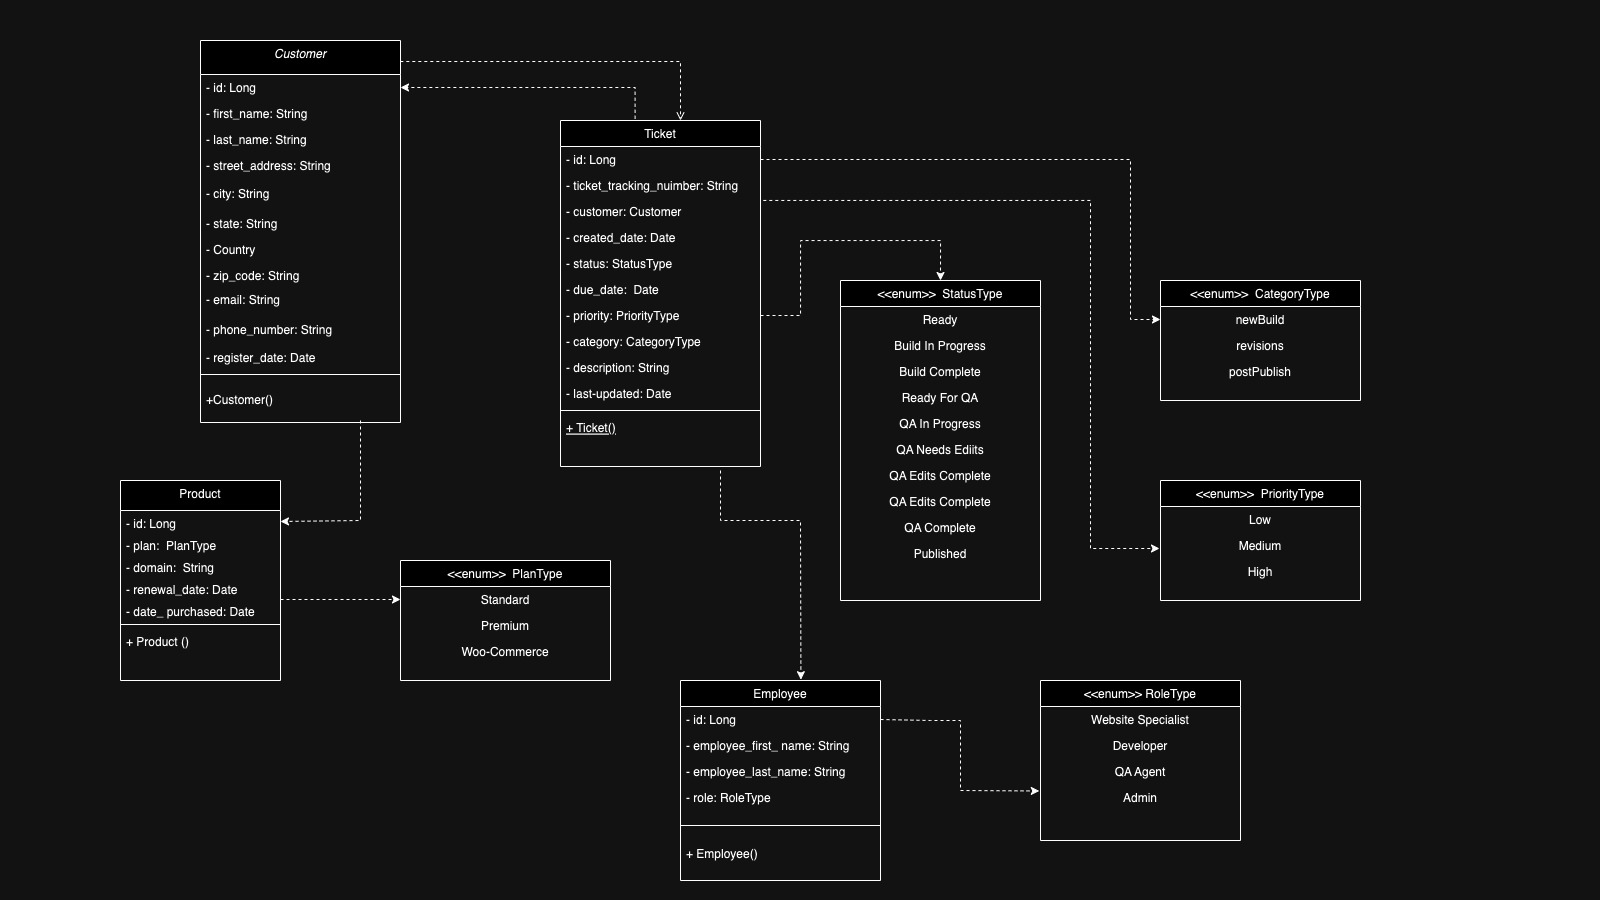 Customer
- id: Long
- first_name: String
- last_name: String
- street_address: String
- city: String
- state: String
- Country
- zip_code: String
- email: String
- phone_number: String
- register_date: Date
+Customer()
Ticket
- id: Long
- ticket_tracking_nuimber: String
- customer: Customer
- created_date: Date
- status: StatusType
- due_date:  Date
- priority: PriorityType
- category: CategoryType
- description: String
- last-updated: Date
+ Ticket()
<<enum>>  StatusType
Ready
Build In Progress
Build Complete
Ready For QA
QA In Progress
QA Needs Ediits
QA Edits Complete
QA Edits Complete
QA Complete
Published
<<enum>>  CategoryType
newBuild
revisions
postPublish
<<enum>>  PriorityType
Low
Medium
High
Product
- id: Long
- plan:  PlanType
- domain:  String
- renewal_date: Date
- date_ purchased: Date
+ Product ()
<<enum>>  PlanType
Standard
Premium
Woo-Commerce
Employee
- id: Long
- employee_first_ name: String
- employee_last_name: String
- role: RoleType
+ Employee()
<<enum>> RoleType
Website Specialist
Developer
QA Agent
Admin